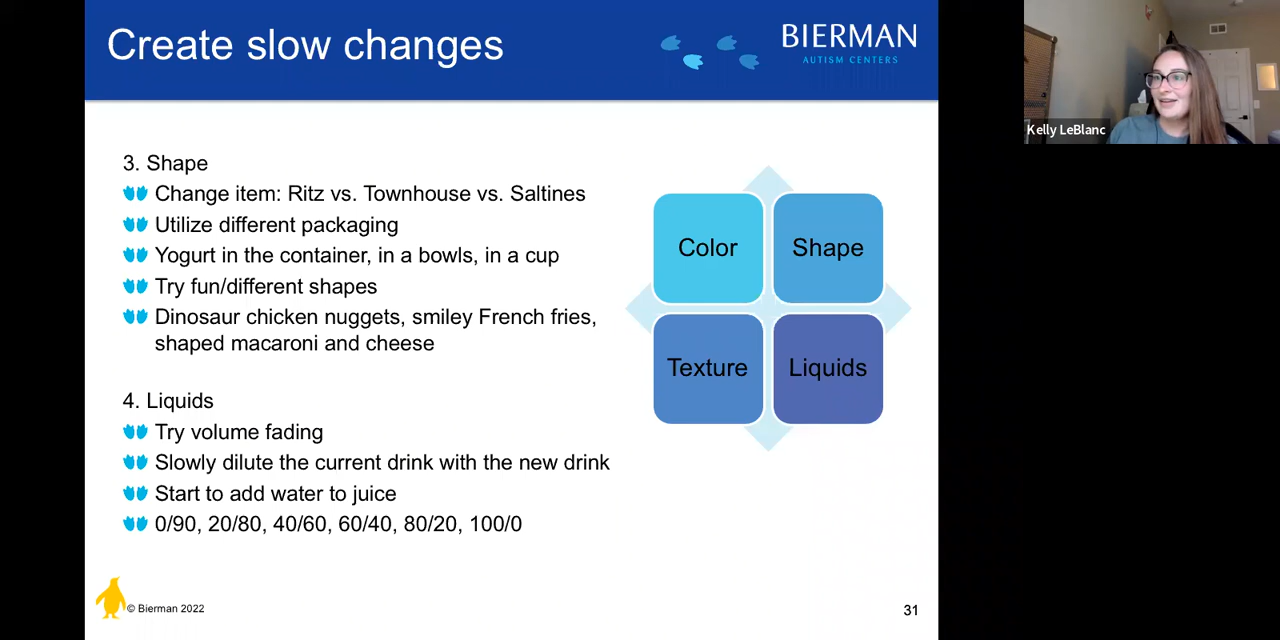 Create slow changes
BIERMAN
AUTISM CENTERS
Kelly LeBlanc
3. Shape
Change item: Ritz vs. Townhouse vs. Saltines
Utilize different packaging
Yogurt in the container, in a bowls, in a cup
Try fun/different shapes
Dinosaur chicken nuggets, smiley French fries,
shaped macaroni and cheese
4. Liquids
Try volume fading
Slowly dilute the current drink with the new drink
Start to add water to juice
0/90, 20/80, 40/60, 60/40, 80/20, 100/0
Color
Shape
Texture
Liquids
© Bierman 2022
31